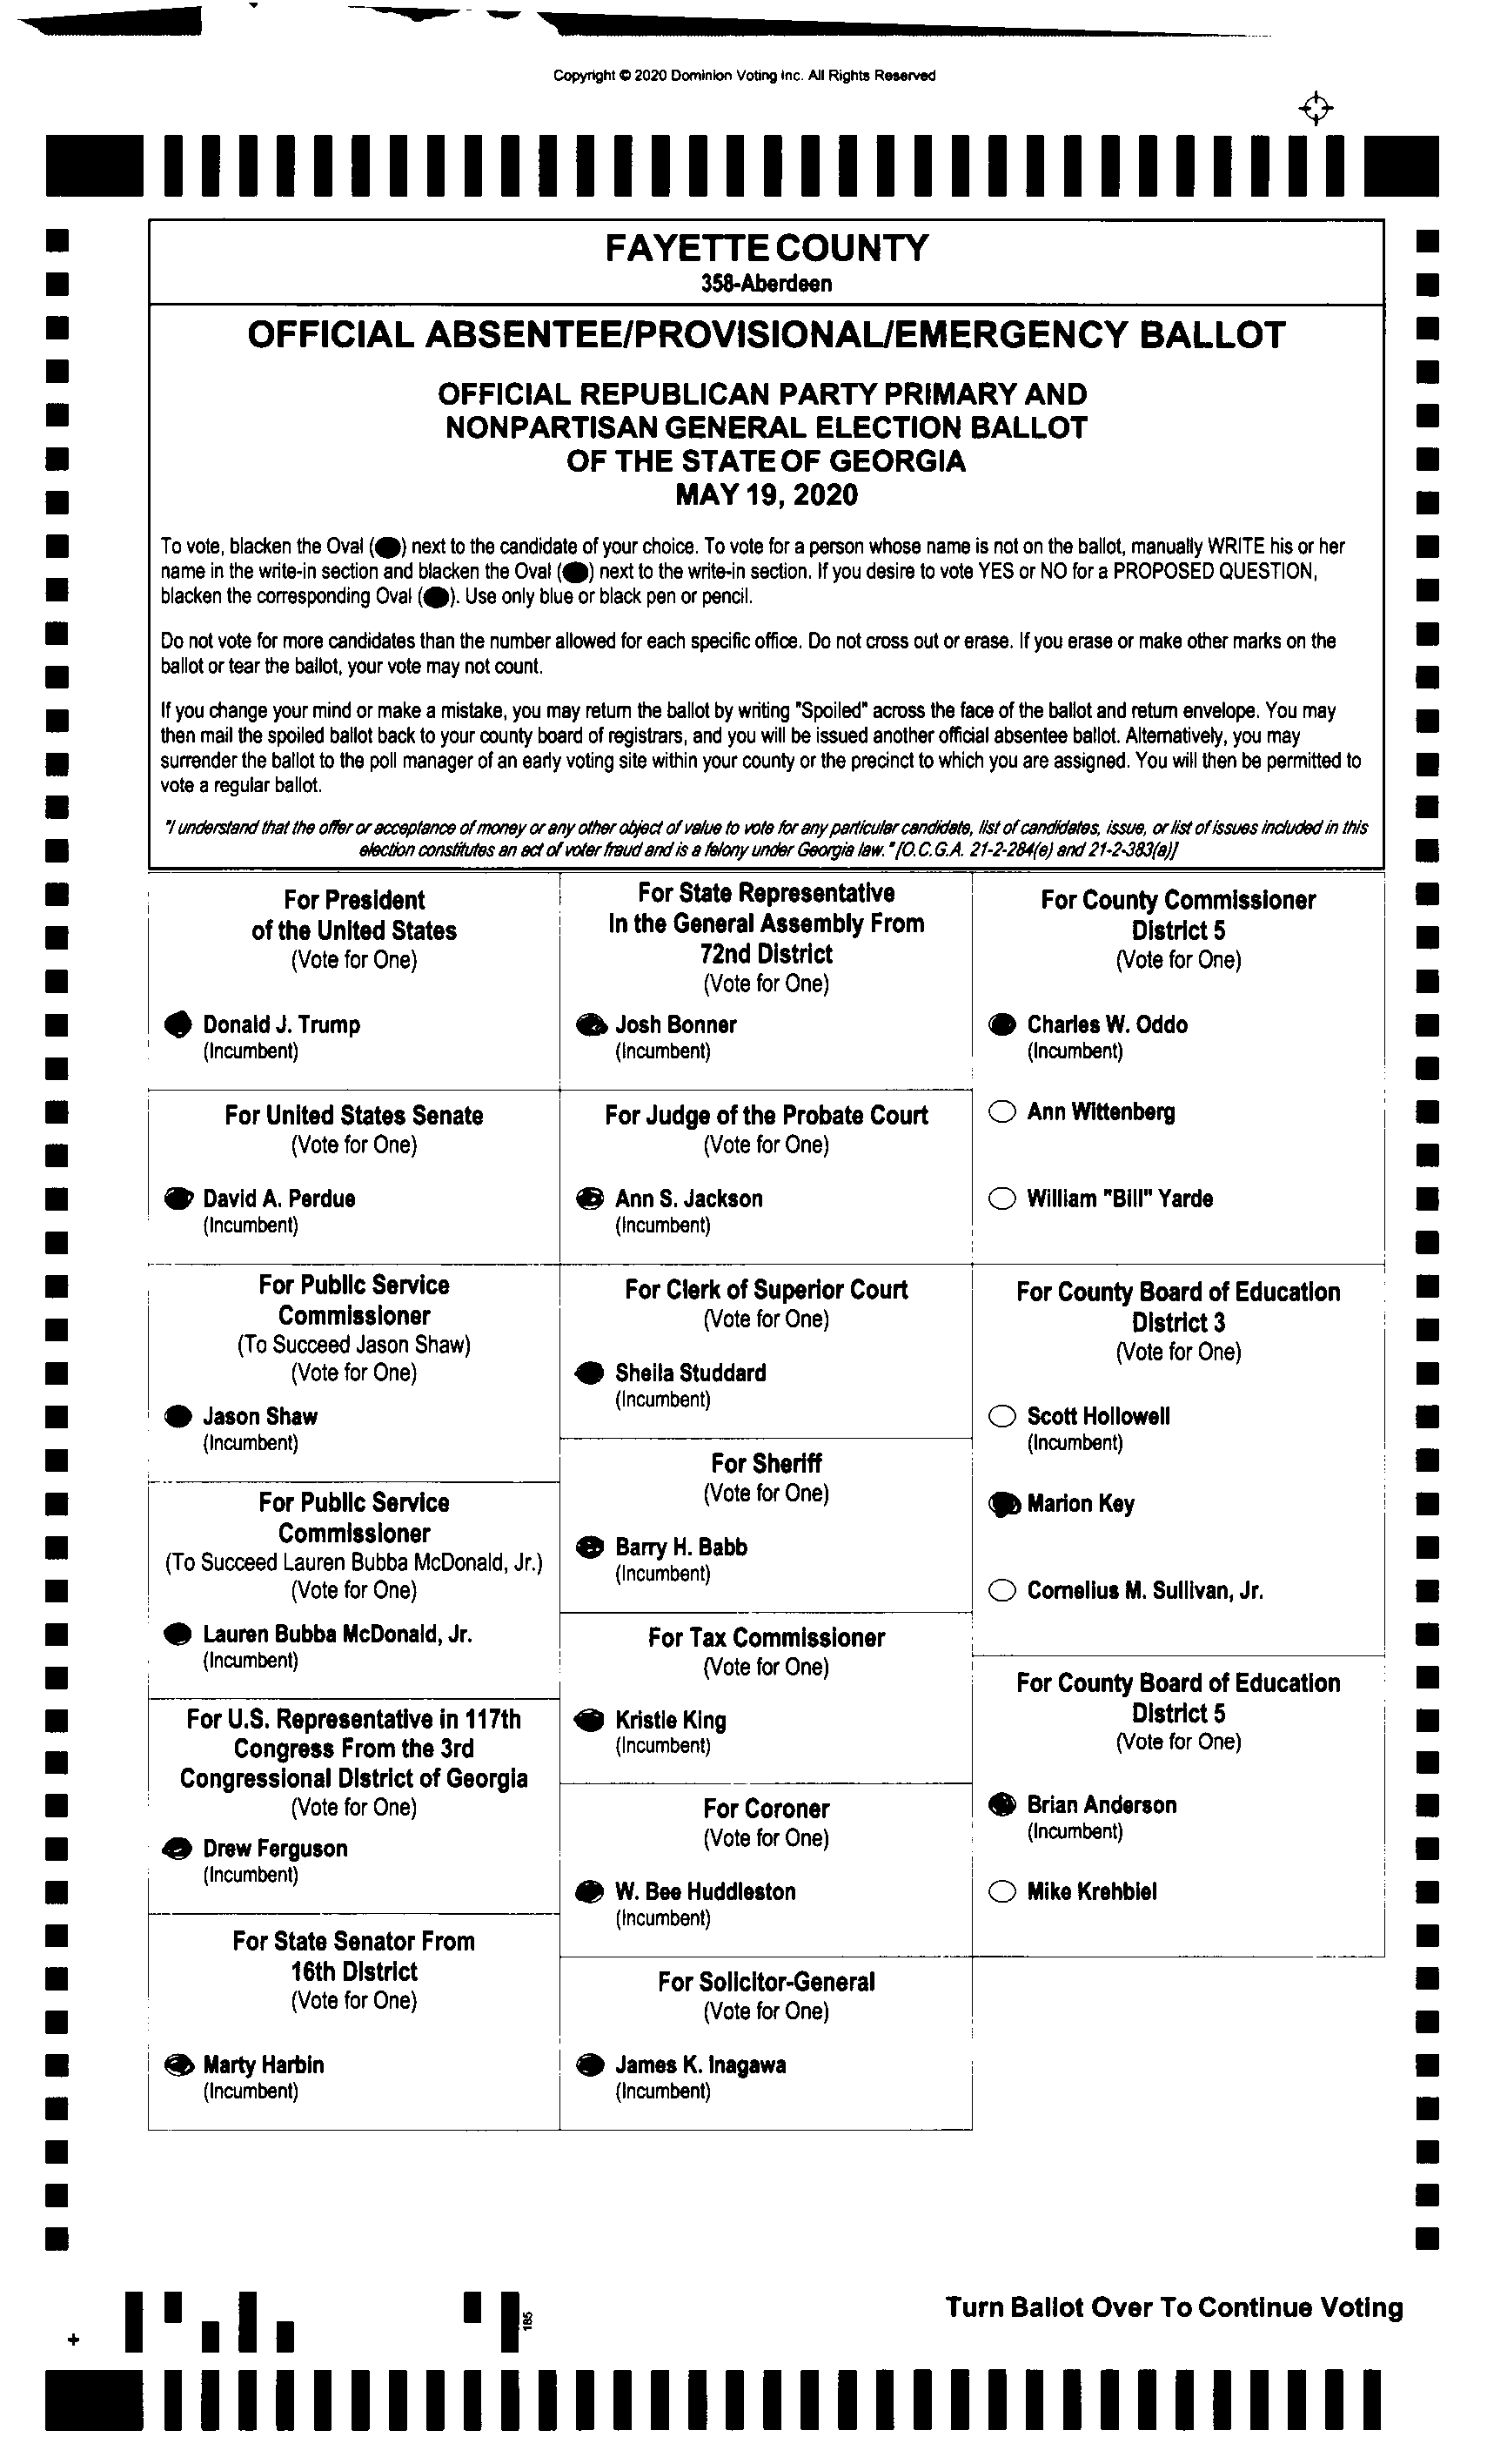 Copyright © 2020 Dominion Voting Inc. All Rights Reserved
FAYETTE COUNTY
358-Aberdeen
OFFICIAL ABSENTEE/PROVISIONAL/EMERGENCY BALLOT
OFFICIAL REPUBLICAN PARTY PRIMARY AND
NONPARTISAN GENERAL ELECTION BALLOT
OF THE STATE OF GEORGIA
MAY 19, 2020
To vote, blacken the Oval (●) next to the candidate of your choice. To vote for a person whose name is not on the ballot, manually WRITE his or her
name in the write-in section and blacken the Oval (●) next to the write-in section. If you desire to vote YES or NO for a PROPOSED QUESTION,
blacken the corresponding Oval (●). Use only blue or black pen or pencil.
Do not vote for more candidates than the number allowed for each specific office. Do not cross out or erase. If you erase or make other marks on the
ballot or tear the ballot, your vote may not count.
If you change your mind or make a mistake, you may return the ballot by writing "Spoiled" across the face of the ballot and return envelope. You may
then mail the spoiled ballot back to your county board of registrars, and you will be issued another official absentee ballot. Alternatively, you may
surrender the ballot to the poll manager of an early voting site within your county or the precinct to which you are assigned. You will then be permitted to
vote a regular ballot.
"I understand that the offer or acceptance of money or any other object of value to vote for any particular candidate, list of candidates, issue, or list of issues included in this
election constitutes an act of voter fraud and is a felony under Georgia law." [O.C.G.A. 21-2-284(e) and 21-2-383(a)]
For President
of the United States
(Vote for One)
Donald J. Trump
(Incumbent)
For United States Senate
(Vote for One)
David A. Perdue
(Incumbent)
For Public Service
Commissioner
(To Succeed Jason Shaw)
(Vote for One)
Jason Shaw
(Incumbent)
For Public Service
Commissioner
(To Succeed Lauren Bubba McDonald, Jr.)
(Vote for One)
Lauren Bubba McDonald, Jr.
(Incumbent)
For U.S. Representative in 117th
Congress From the 3rd
Congressional District of Georgia
(Vote for One)
Drew Ferguson
(Incumbent)
For State Senator From
16th District
(Vote for One)
Marty Harbin
(Incumbent)
For State Representative
In the General Assembly From
72nd District
(Vote for One)
Josh Bonner
(Incumbent)
For Judge of the Probate Court
(Vote for One)
Ann S. Jackson
(Incumbent)
For Clerk of Superior Court
(Vote for One)
Sheila Studdard
(Incumbent)
For Sheriff
(Vote for One)
Barry H. Babb
(Incumbent)
For Tax Commissioner
(Vote for One)
Kristie King
(Incumbent)
For Coroner
(Vote for One)
W. Bee Huddleston
(Incumbent)
For Solicitor-General
(Vote for One)
James K. Inagawa
(Incumbent)
For County Commissioner
District 5
(Vote for One)
Charles W. Oddo
(Incumbent)
Ann Wittenberg
William "Bill" Yarde
For County Board of Education
District 3
(Vote for One)
Scott Hollowell
(Incumbent)
Marion Key
Cornelius M. Sullivan, Jr.
For County Board of Education
District 5
(Vote for One)
Brian Anderson
(Incumbent)
Mike Krehbiel
185
Turn Ballot Over To Continue Voting